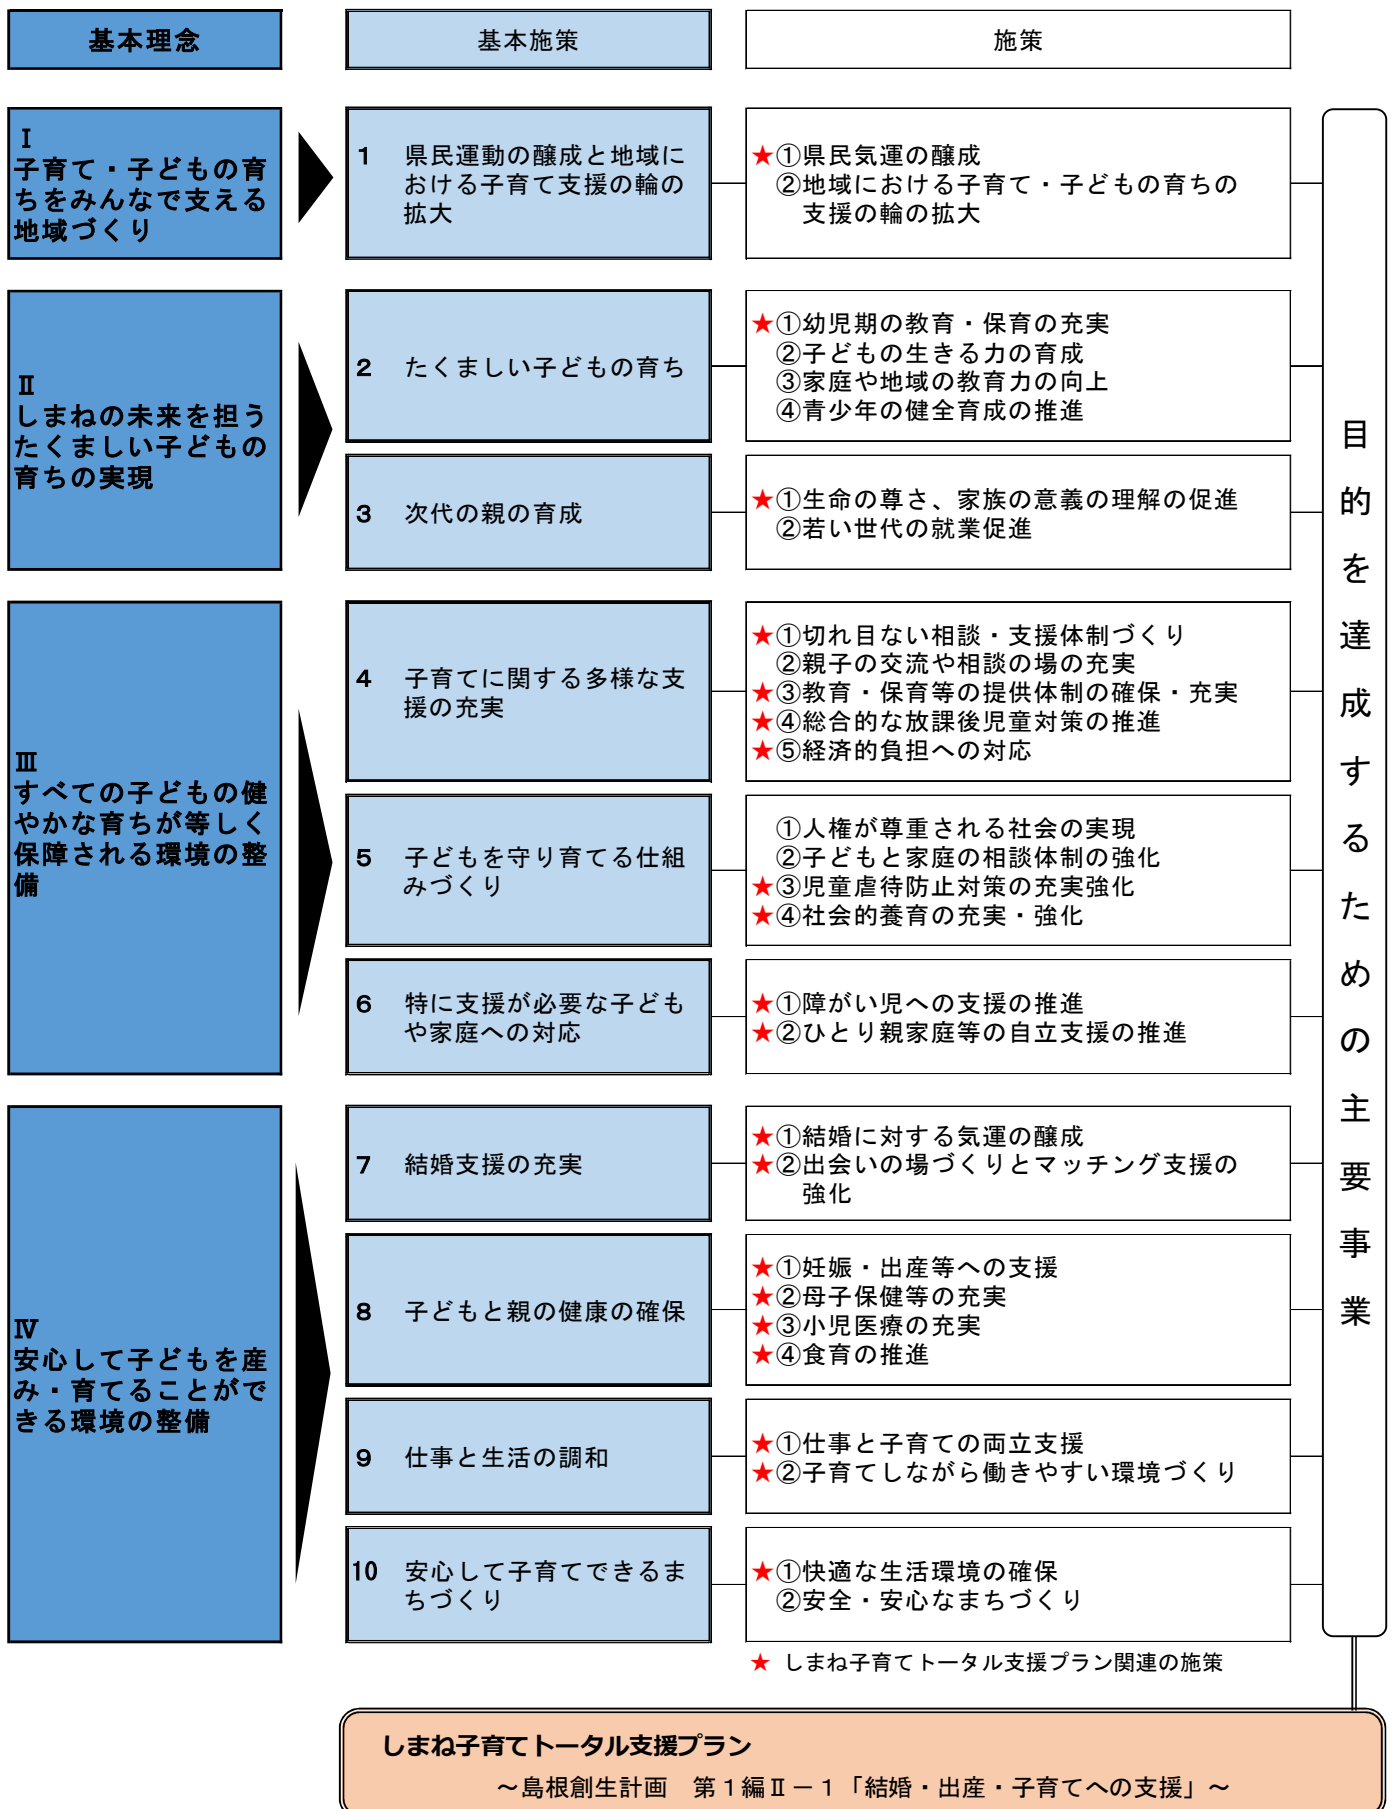 基本理念
基本施策
施策
Ⅰ
子育て・子どもの育
ちをみんなで支える
地域づくり
1 県民運動の醸成と地域に
おける子育て支援の輪の
拡大
★①県民気運の醸成
②地域における子育て・子どもの育ちの
支援の輪の拡大
Ⅱ
しまねの未来を担う
たくましい子どもの
育ちの実現
2 たくましい子どもの育ち
★①幼児期の教育・保育の充実
②子どもの生きる力の育成
③家庭や地域の教育力の向上
④青少年の健全育成の推進
3 次代の親の育成
★①生命の尊さ、家族の意義の理解の促進
②若い世代の就業促進
Ⅲ
すべての子どもの健
やかな育ちが等しく
保障される環境の整
備
4 子育てに関する多様な支
援の充実
★①切れ目ない相談・支援体制づくり
②親子の交流や相談の場の充実
★③教育・保育等の提供体制の確保・充実
★④総合的な放課後児童対策の推進
★⑤経済的負担への対応
5 子どもを守り育てる仕組
みづくり
①人権が尊重される社会の実現
②子どもと家庭の相談体制の強化
★③児童虐待防止対策の充実強化
★④社会的養育の充実・強化
6 特に支援が必要な子ども
や家庭への対応
★①障がい児への支援の推進
★②ひとり親家庭等の自立支援の推進
Ⅳ
安心して子どもを産
み・育てることがで
きる環境の整備
7 結婚支援の充実
★①結婚に対する気運の醸成
★②出会いの場づくりとマッチング支援の
強化
8 子どもと親の健康の確保
★①妊娠・出産等への支援
★②母子保健等の充実
★③小児医療の充実
★④食育の推進
9 仕事と生活の調和
★①仕事と子育ての両立支援
★②子育てしながら働きやすい環境づくり
10 安心して子育てできるま
ちづくり
★①快適な生活環境の確保
②安全・安心なまちづくり
目的を達成するための主要事業
★ しまね子育てトータル支援プラン関連の施策
しまね子育てトータル支援プラン
～島根創生計画 第１編Ⅱ－１「結婚・出産・子育てへの支援」～